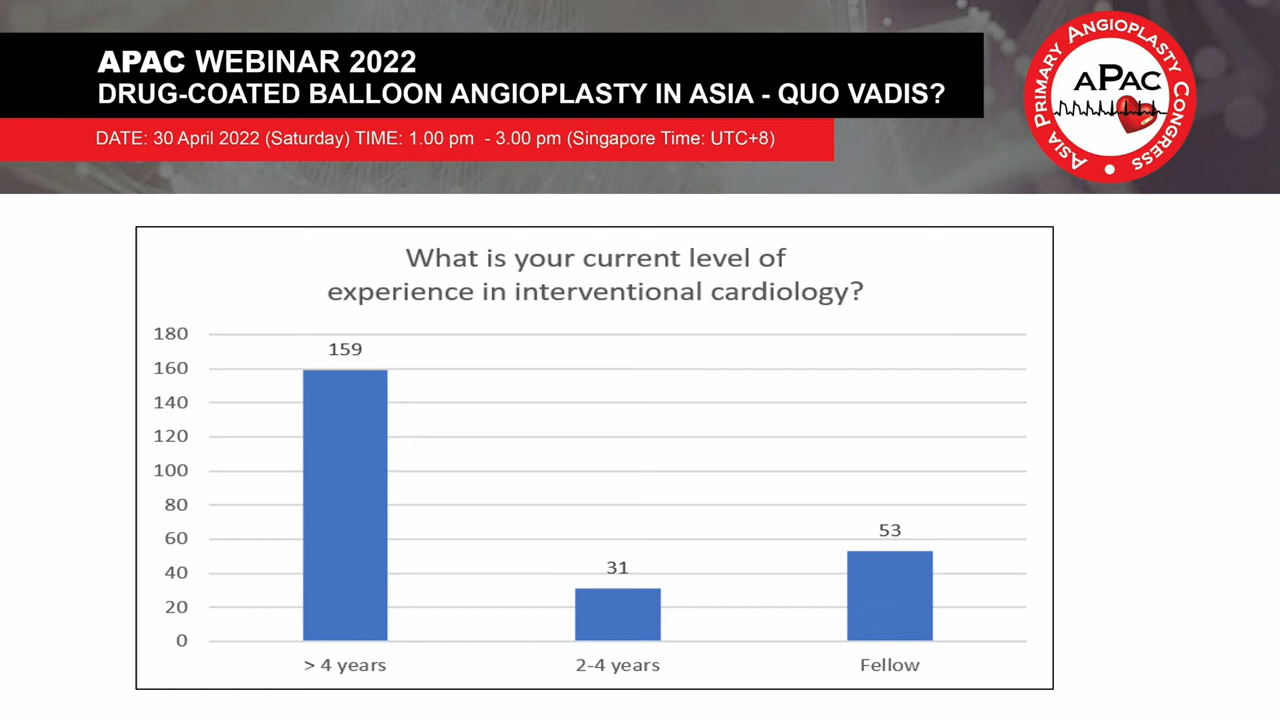 APAC WEBINAR 2022
DRUG-COATED BALLOON ANGIOPLASTY IN ASIA - QUO VADIS?
DATE: 30 April 2022 (Saturday) TIME: 1.00 pm - 3.00 pm (Singapore Time: UTC+8)
ASIA PRIMARY ANGIOPLASTY CONGRESS
APAC
What is your current level of
experience in interventional cardiology?
180
160
140
120
100
80
60
40
20
0
159
31
53
> 4 years
2-4 years
Fellow